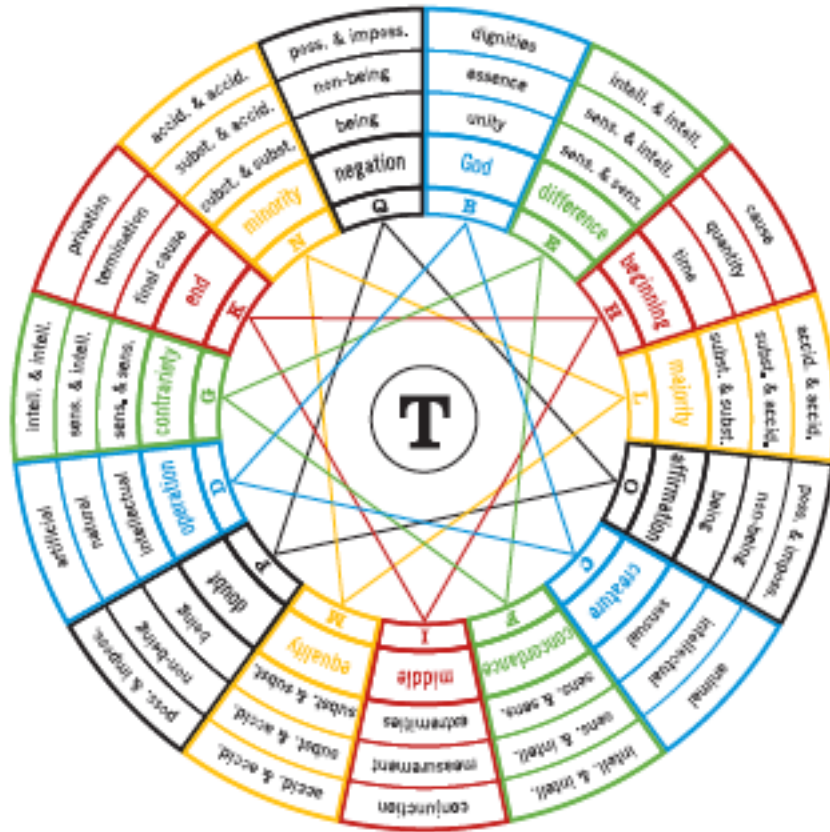 dignities
essence
unity
God
B
intell. & intell.
sens. & intell.
sens. & sens.
difference
E
cause
quantity
time
beginning
H
accid. & accid.
subst. & accid.
subst. & subst.
majority
L
poss. & imposs.
non-being
being
affirmation
O
animal
intellectual
sensual
creature
C
intell. & intell.
sens. & intell.
sens. & sens.
concordance
F
conjunction
measurement
extremities
middle
I
accid. & accid.
subst. & accid.
subst. & subst.
equality
M
poss. & imposs.
non-being
being
doubt
P
artificial
natural
intellectual
operation
D
intell. & intell.
sens. & intell.
sens. & sens.
contrariety
G
privation
termination
final cause
end
K
accid. & accid.
subst. & accid.
subst. & subst.
minority
N
poss. & imposs.
non-being
being
negation
Q
T